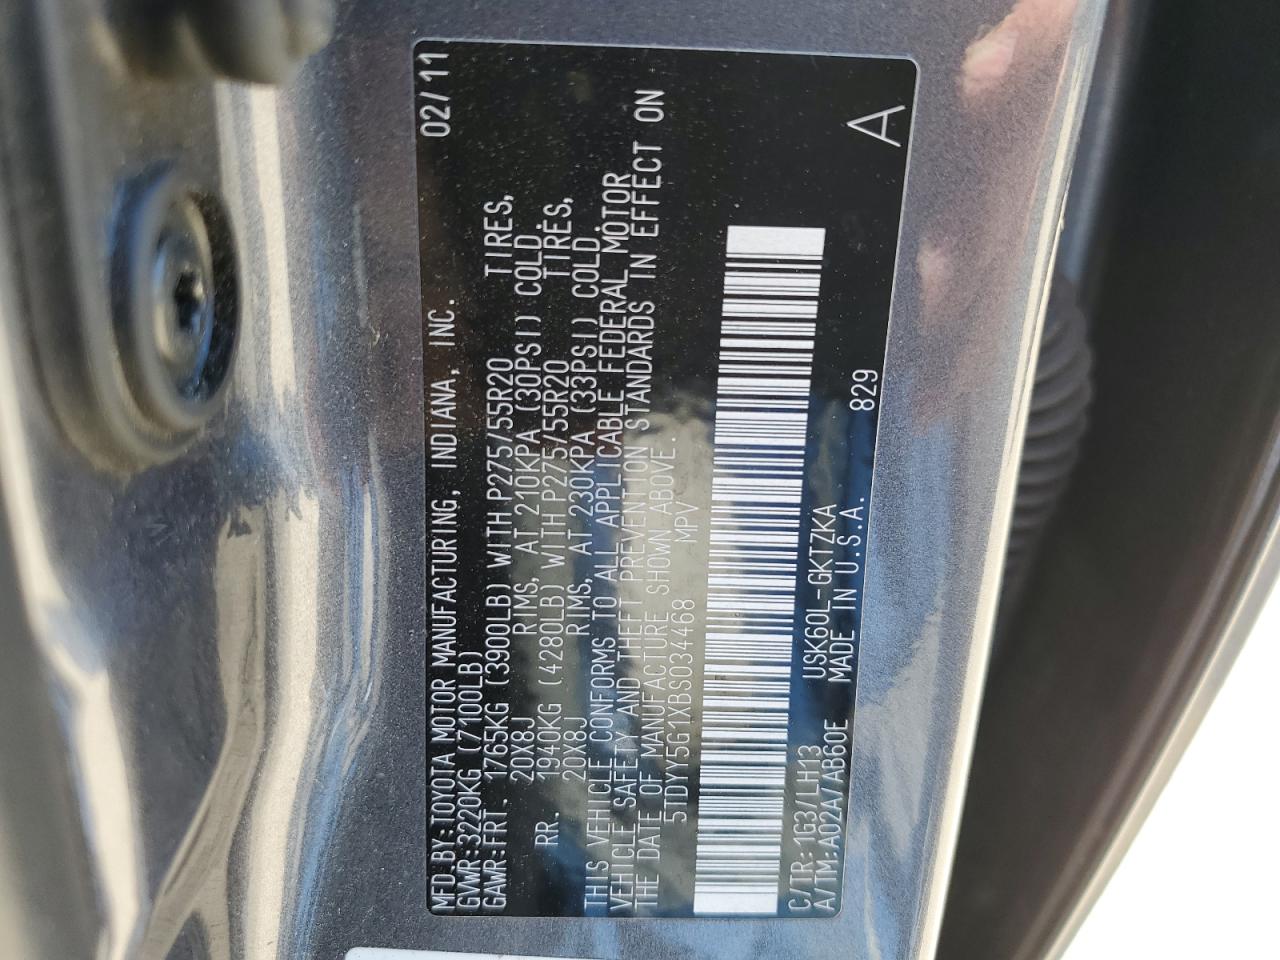 MFD.BY:TOYOTA MOTOR MANUFACTURING, INDIANA, INC. 02/11
GVWR:3220KG (7100LB)
GAWR:FRT. 1765KG (3900LB) WITH P275/55R20 TIRES,
20X8J RIMS, AT 210KPA (30PSI) COLD
RR. 1940KG (4280LB) WITH P275/55R20 TIRES,
20X8J RIMS, AT 230KPA (33PSI) COLD.
THIS VEHICLE CONFORMS TO ALL APPLICABLE FEDERAL MOTOR
VEHICLE SAFETY AND THEFT PREVENTION STANDARDS IN EFFECT ON
THE DATE OF MANUFACTURE SHOWN ABOVE.
5TDYY5G1XBS034468 MPV
C/TR:1G3/LH13 USK60L-GKTZKA 829 A
A/TM:A02A/AB60E MADE IN U.S.A.